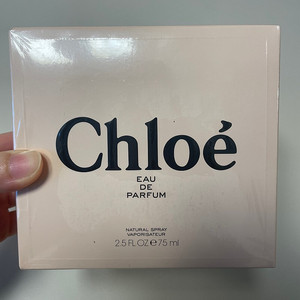 Chloé
EAU
DE
PARFUM
NATURAL SPRAY
VAPORISATEUR
2.5 FL OZ ℮ 75 ml